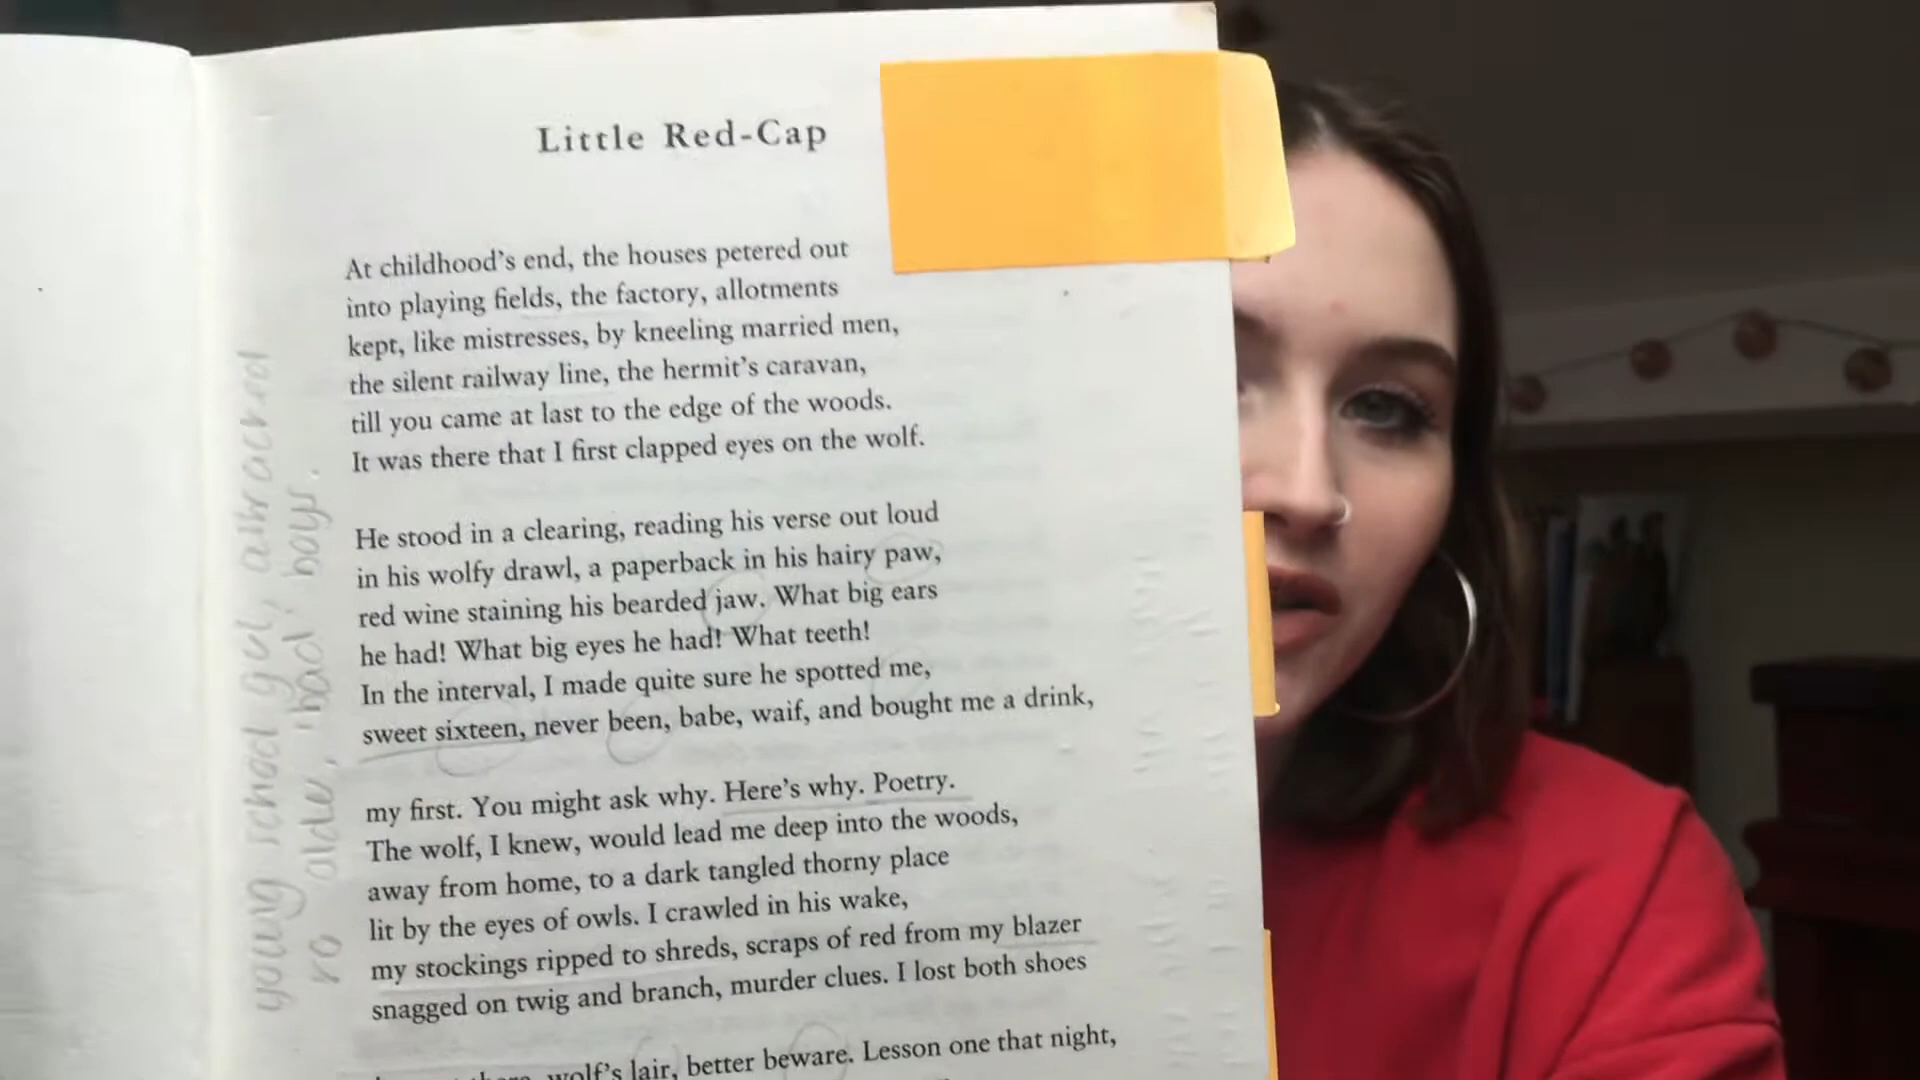 Little Red-Cap
At childhood's end, the houses petered out
into playing fields, the factory, allotments
kept, like mistresses, by kneeling married men,
the silent railway line, the hermit's caravan,
till you came at last to the edge of the woods.
It was there that I first clapped eyes on the wolf.
He stood in a clearing, reading his verse out loud
in his wolfy drawl, a paperback in his hairy paw,
red wine staining his bearded jaw. What big ears
he had! What big eyes he had! What teeth!
In the interval, I made quite sure he spotted me,
sweet sixteen, never been, babe, waif, and bought me a drink,
my first. You might ask why. Here's why. Poetry.
The wolf, I knew, would lead me deep into the woods,
away from home, to a dark tangled thorny place
lit by the eyes of owls. I crawled in his wake,
my stockings ripped to shreds, scraps of red from my blazer
snagged on twig and branch, murder clues. I lost both shoes
wolf's lair, better beware. Lesson one that night,
young school girl, attracted
to older, 'bad' boys.